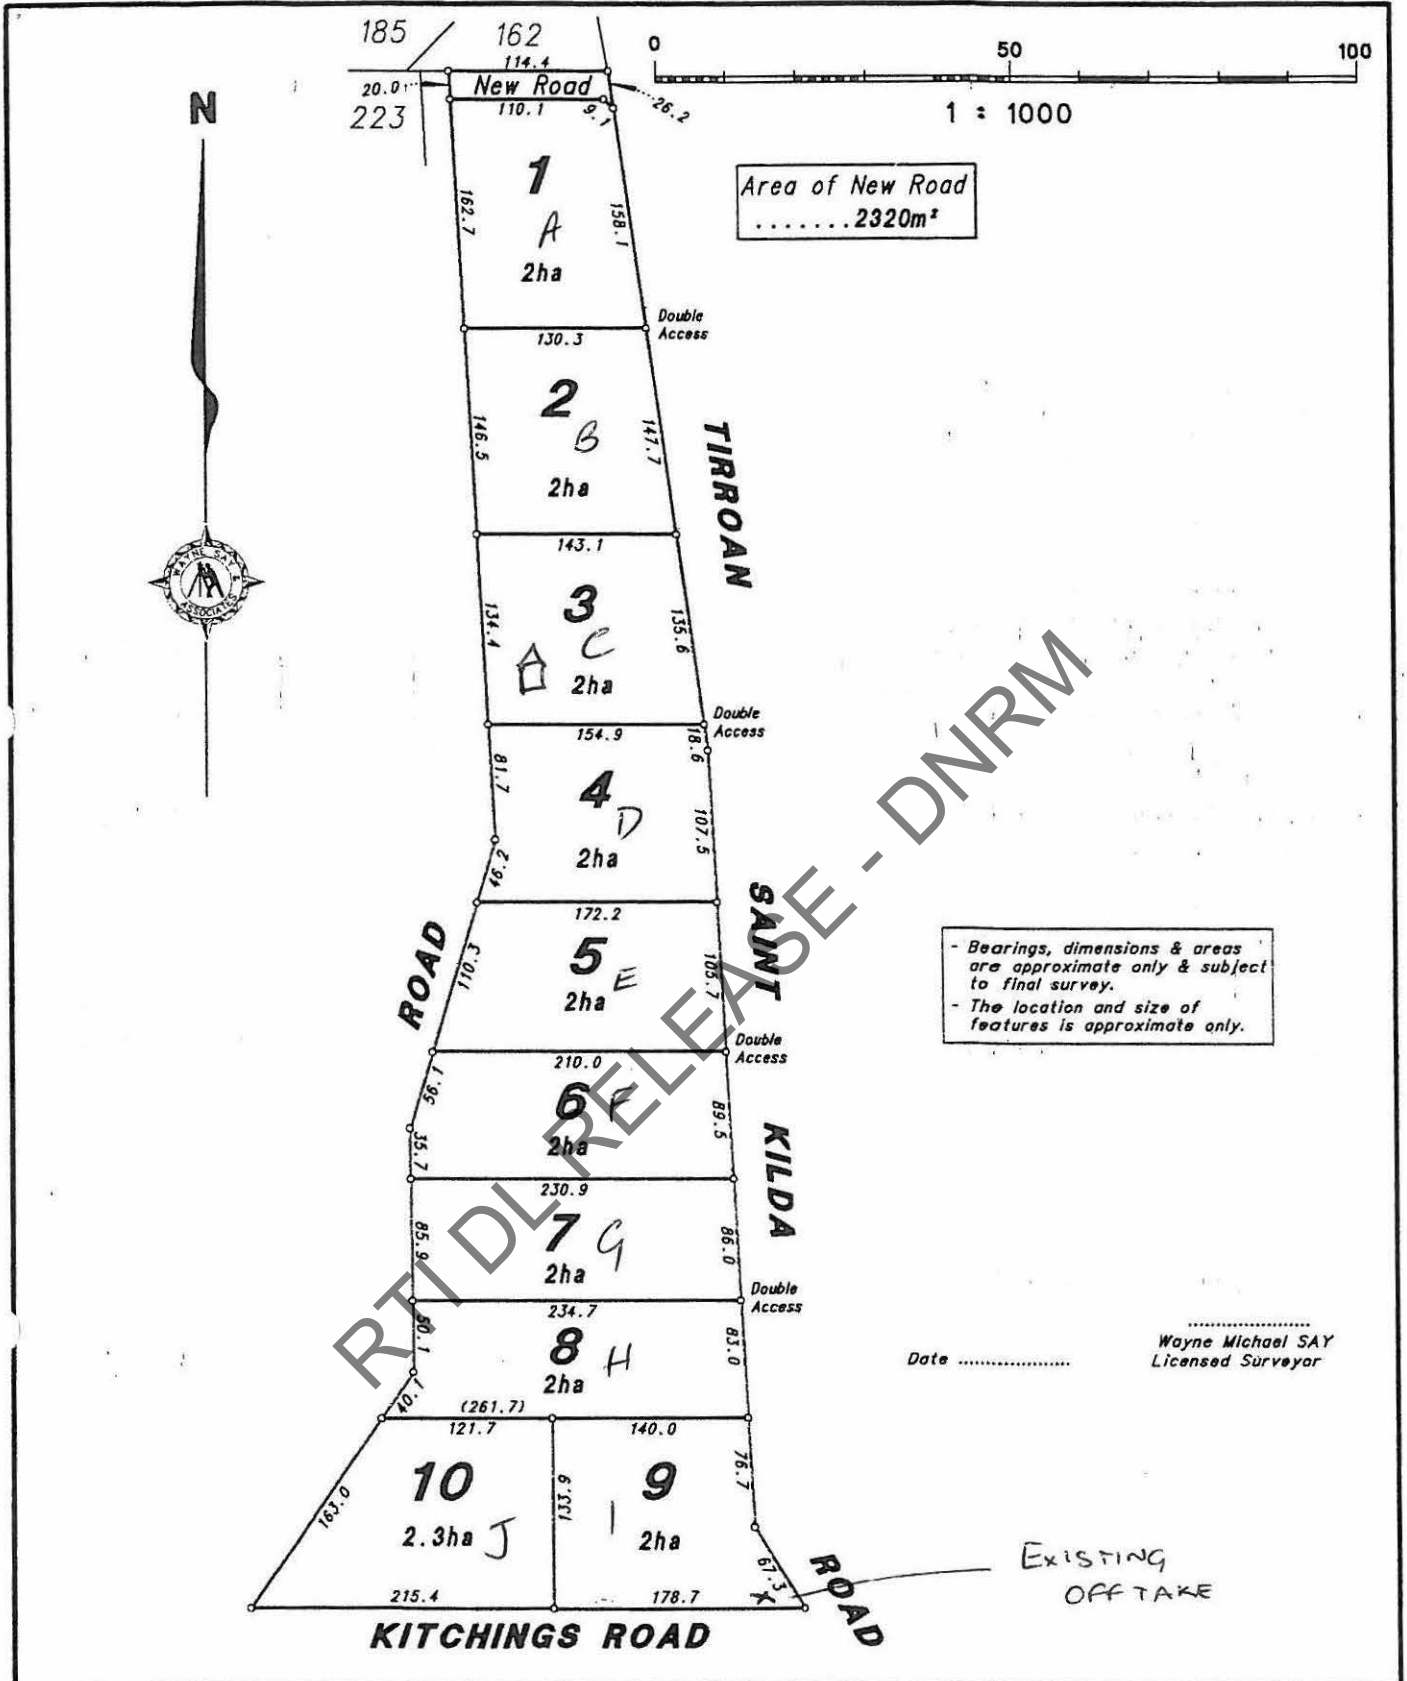 185
162
114.4
0
50
100
1 : 1000
20.0
New Road
26.2
223
110.1
9.1
N
Area of New Road
.......2320m²
1
A
2ha
162.7
158.1
Double
Access
130.3
2
B
2ha
146.5
147.7
TIRROAN
143.1
3
C
2ha
134.4
135.6
WAYNE SAY &
ASSOCIATES
Double
Access
154.9
18.6
81.7
4
D
2ha
107.5
46.2
172.2
SAINT
ROAD
110.3
5
E
2ha
105.7
- Bearings, dimensions & areas
are approximate only & subject
to final survey.
- The location and size of
features is approximate only.
Double
Access
210.0
56.1
6
F
2ha
89.5
35.7
KILDA
230.9
85.9
7
G
2ha
86.0
Double
Access
234.7
50.1
8
H
2ha
83.0
40.1
(261.7)
Date ....................
.....................
Wayne Michael SAY
Licensed Surveyor
121.7
140.0
163.0
10
2.3ha
J
133.9
9
I
2ha
76.7
67.3
EXISTING
OFFTAKE
215.4
178.7
ROAD
KITCHINGS ROAD
RTI DL RELEASE - DNRM